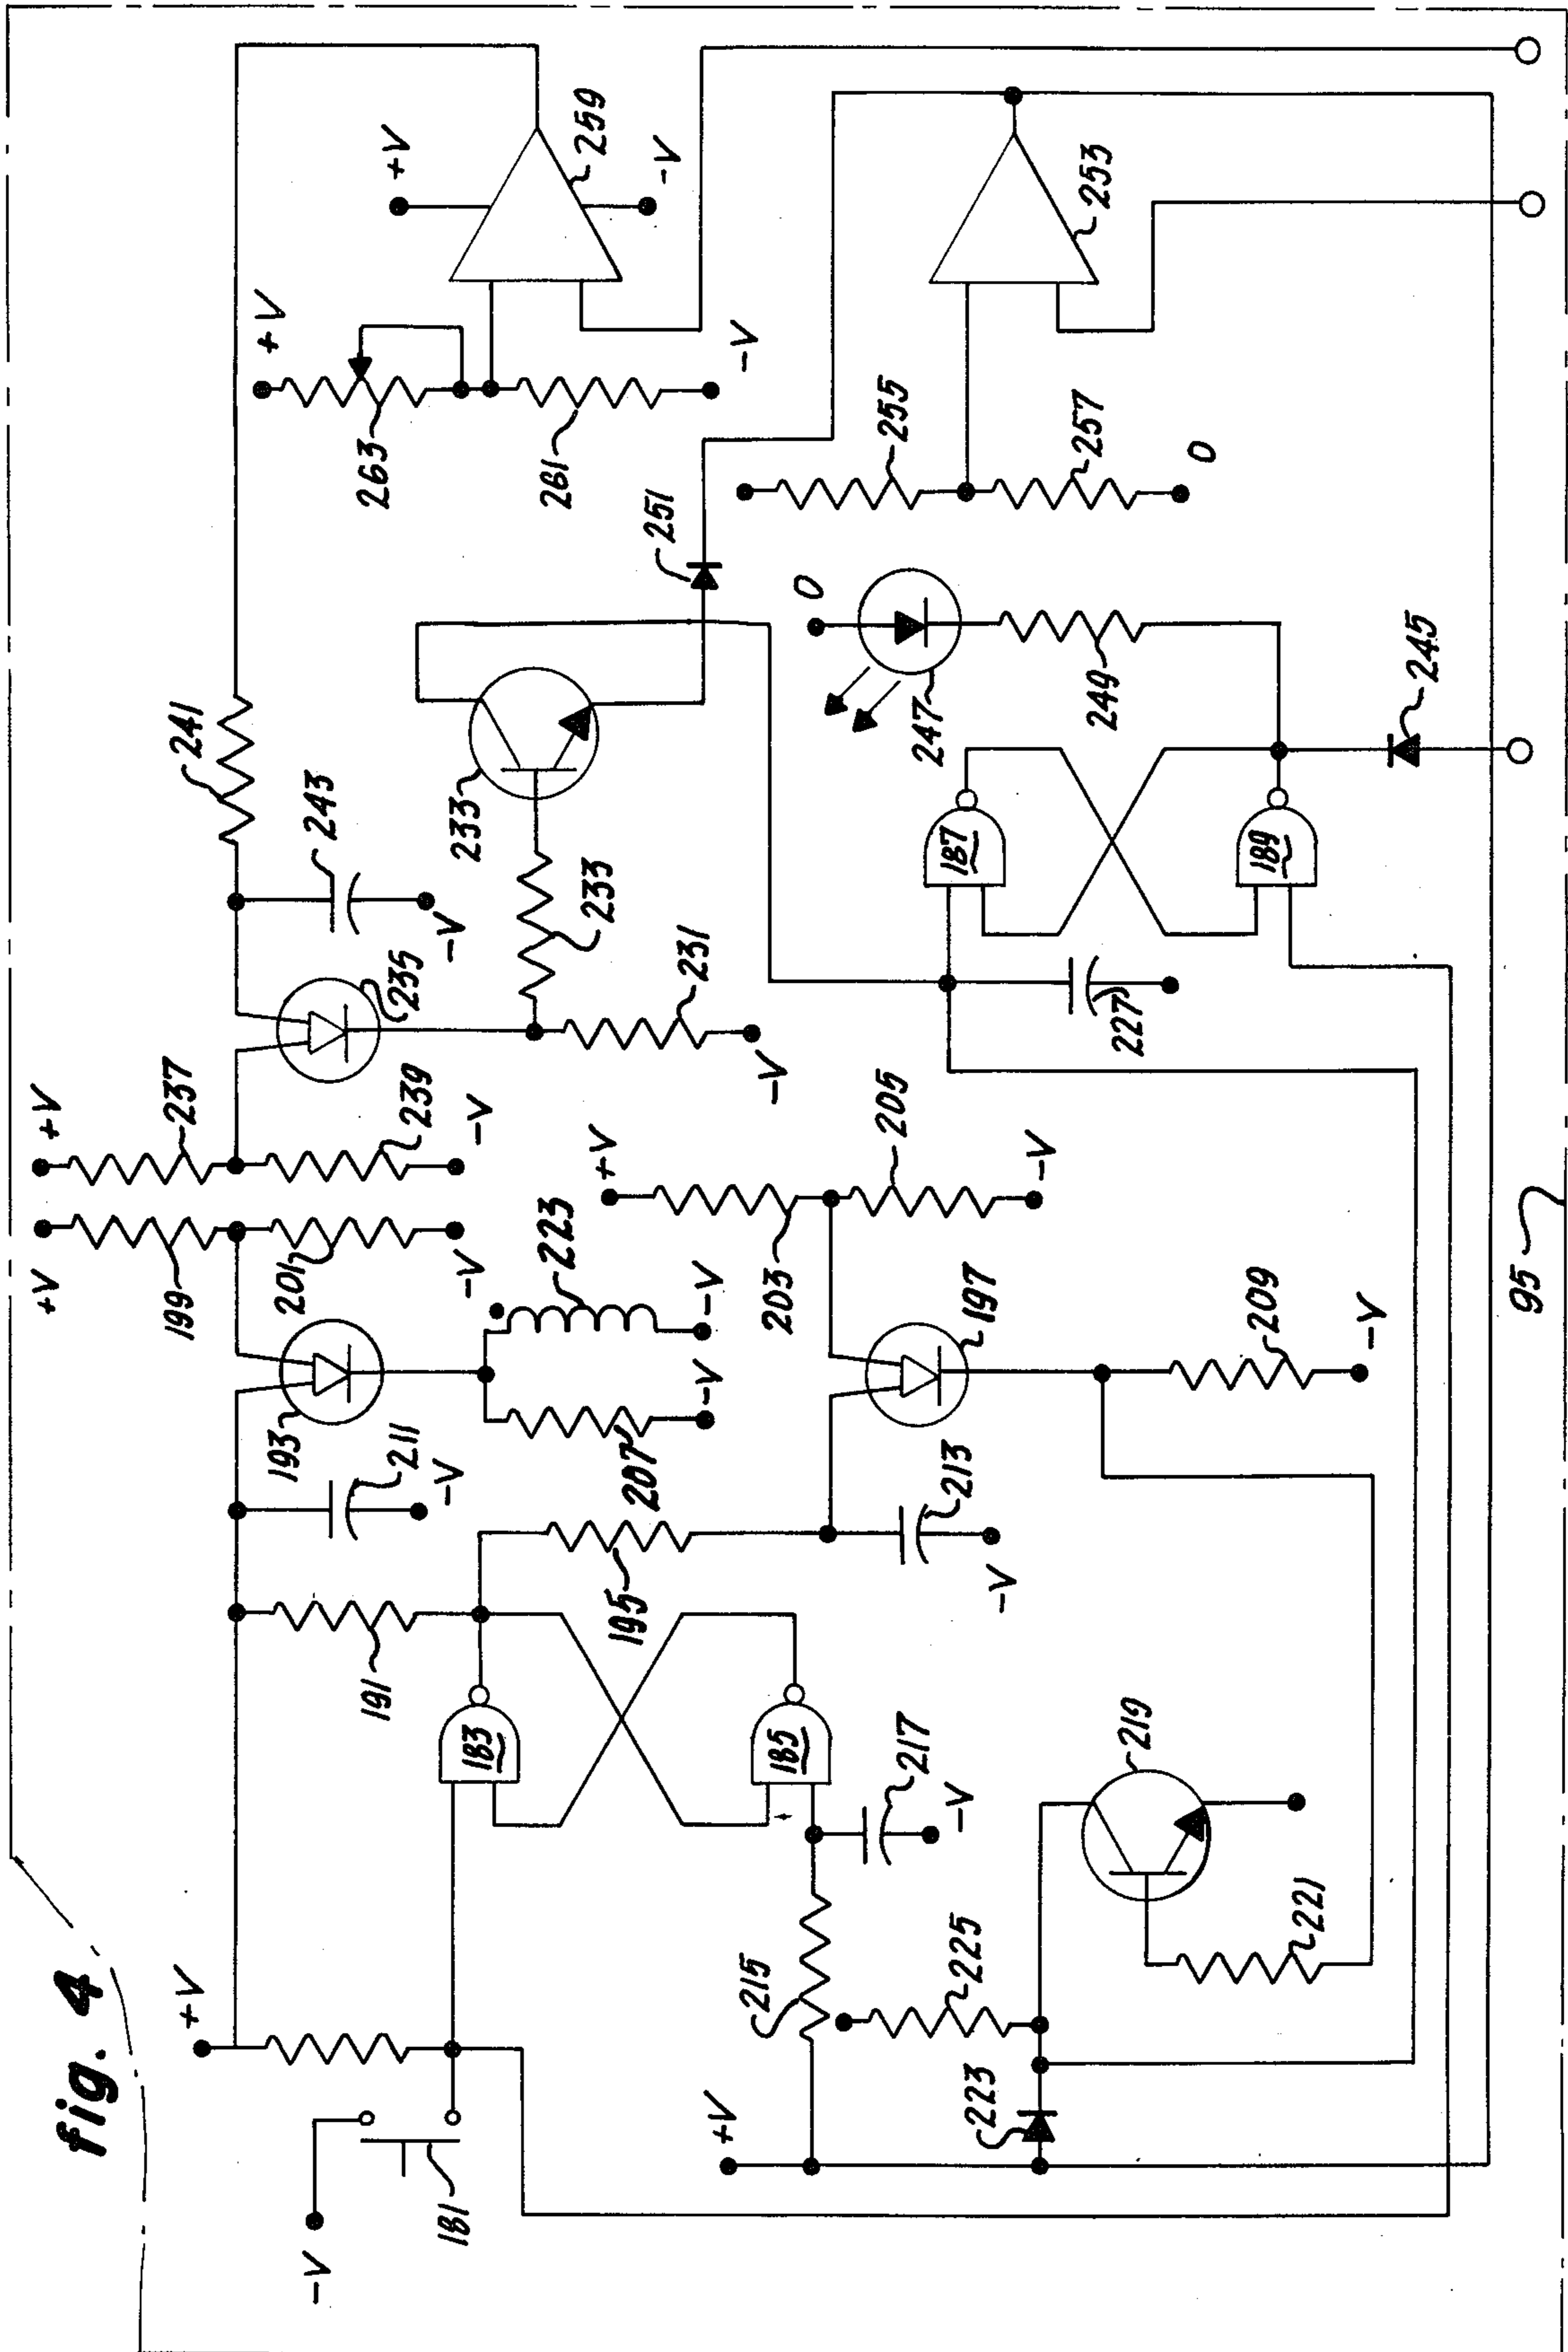 fig. 4
+V
-V
181
+V
191
183
185
195
215
+V
217
-V
225
223
219
221
193
211
-V
+V
199
201
-V
207
-V
223
-V
213
-V
197
203
+V
205
-V
209
-V
+V
237
239
-V
235
243
-V
241
231
-V
233
233
227
187
189
245
247
249
O
251
+V
263
261
-V
+V
259
-V
255
257
O
253
95